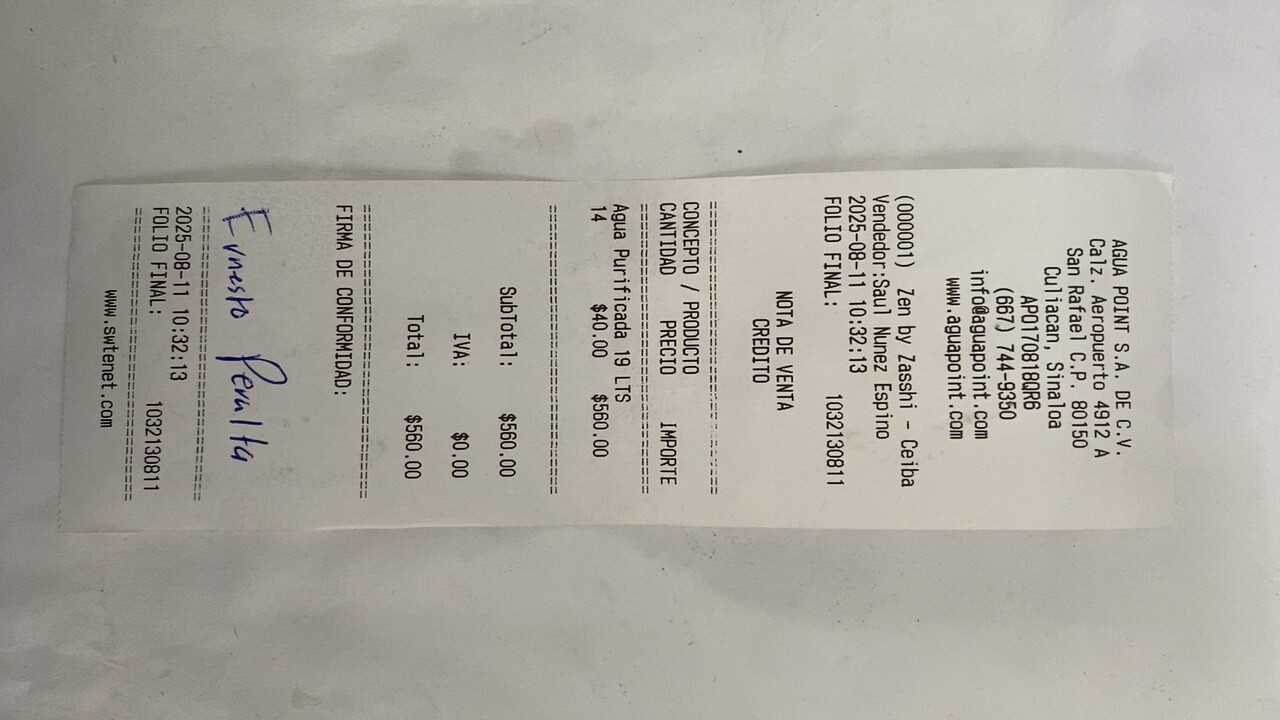 AGUA POINT S.A. DE C.V.
Calz. Aeropuerto 4912 A
San Rafael C.P. 80150
Culiacan, Sinaloa
APO170818QR6
(667) 744-9350
info@aguapoint.com
www.aguapoint.com
(000001) Zen by Zasshi - Ceiba
Vendedor:Saul Nunez Espino
2025-08-11 10:32:13
FOLIO FINAL: 1032130811
NOTA DE VENTA
CREDITO
CONCEPTO / PRODUCTO
CANTIDAD PRECIO IMPORTE
Agua Purificada 19 LTS
14 $40.00 $560.00
SubTotal: $560.00
IVA: $0.00
Total: $560.00
FIRMA DE CONFORMIDAD:
Ernesto Peralta
2025-08-11 10:32:13
FOLIO FINAL: 1032130811
www.swtenet.com